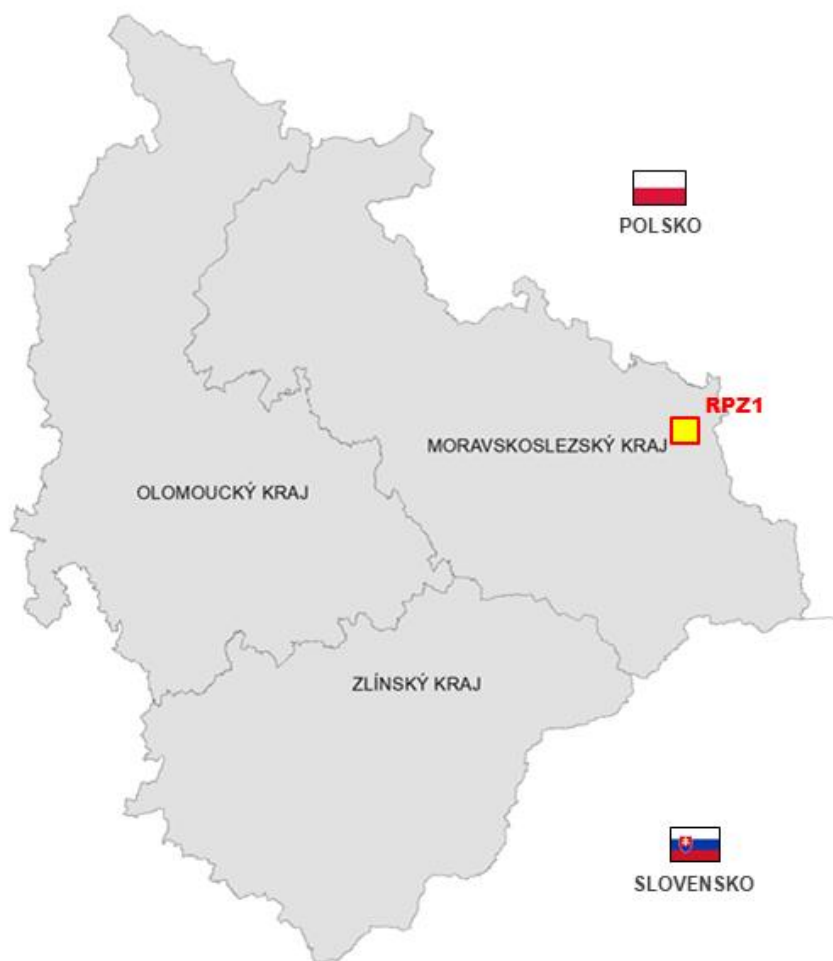 POLSKO
RPZ1
MORAVSKOSLEZSKÝ KRAJ
OLOMOUCKÝ KRAJ
ZLÍNSKÝ KRAJ
SLOVENSKO